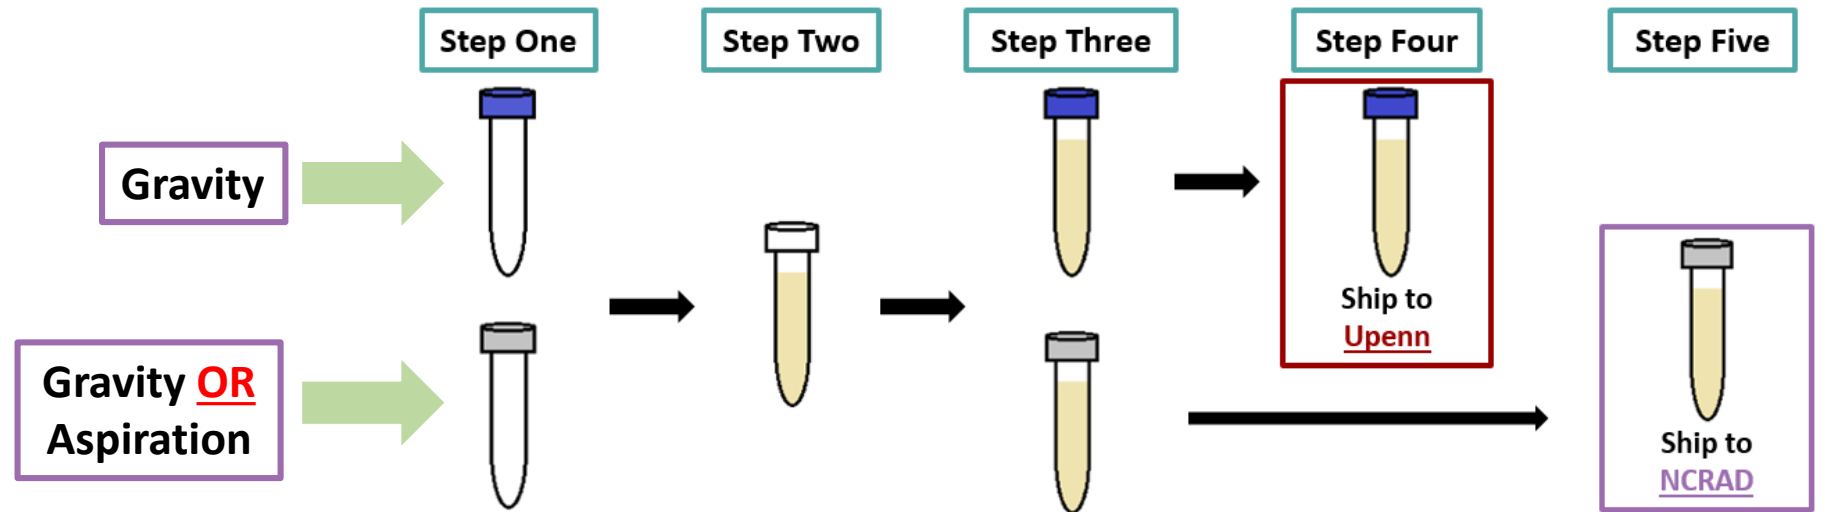 Step One
Step Two
Step Three
Step Four
Step Five
Gravity
Gravity OR
Aspiration
Ship to
Upenn
Ship to
NCRAD